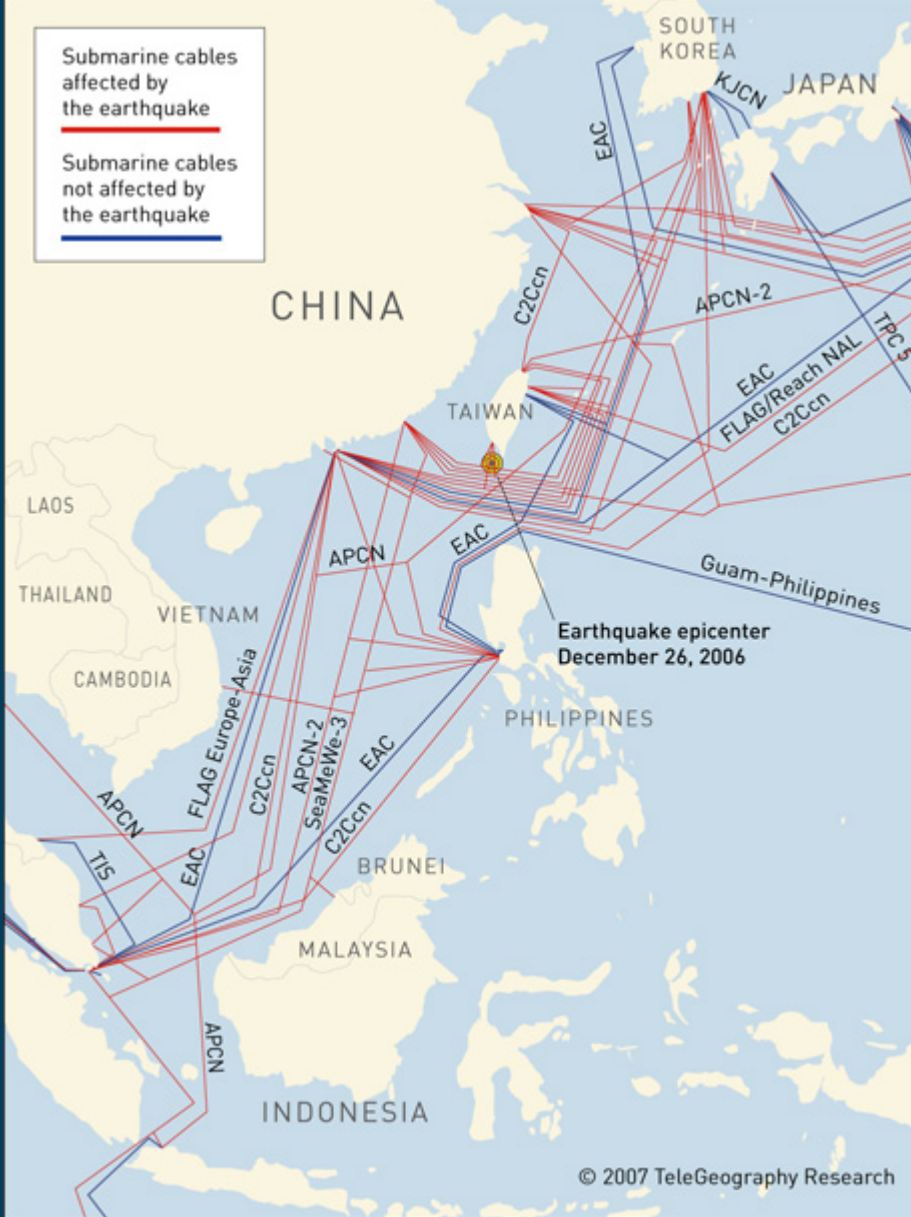 Submarine cables
affected by
the earthquake
Submarine cables
not affected by
the earthquake
SOUTH
KOREA
KJCN
JAPAN
EAC
CHINA
C2Ccn
APCN-2
TPC 5
EAC
FLAG/Reach NAL
C2Ccn
TAIWAN
LAOS
EAC
APCN
Guam-Philippines
THAILAND
VIETNAM
Earthquake epicenter
December 26, 2006
CAMBODIA
PHILIPPINES
FLAG Europe-Asia
C2Ccn
APCN-2
SeaMeWe-3
EAC
C2Ccn
APCN
TIS
EAC
BRUNEI
MALAYSIA
APCN
INDONESIA
© 2007 TeleGeography Research